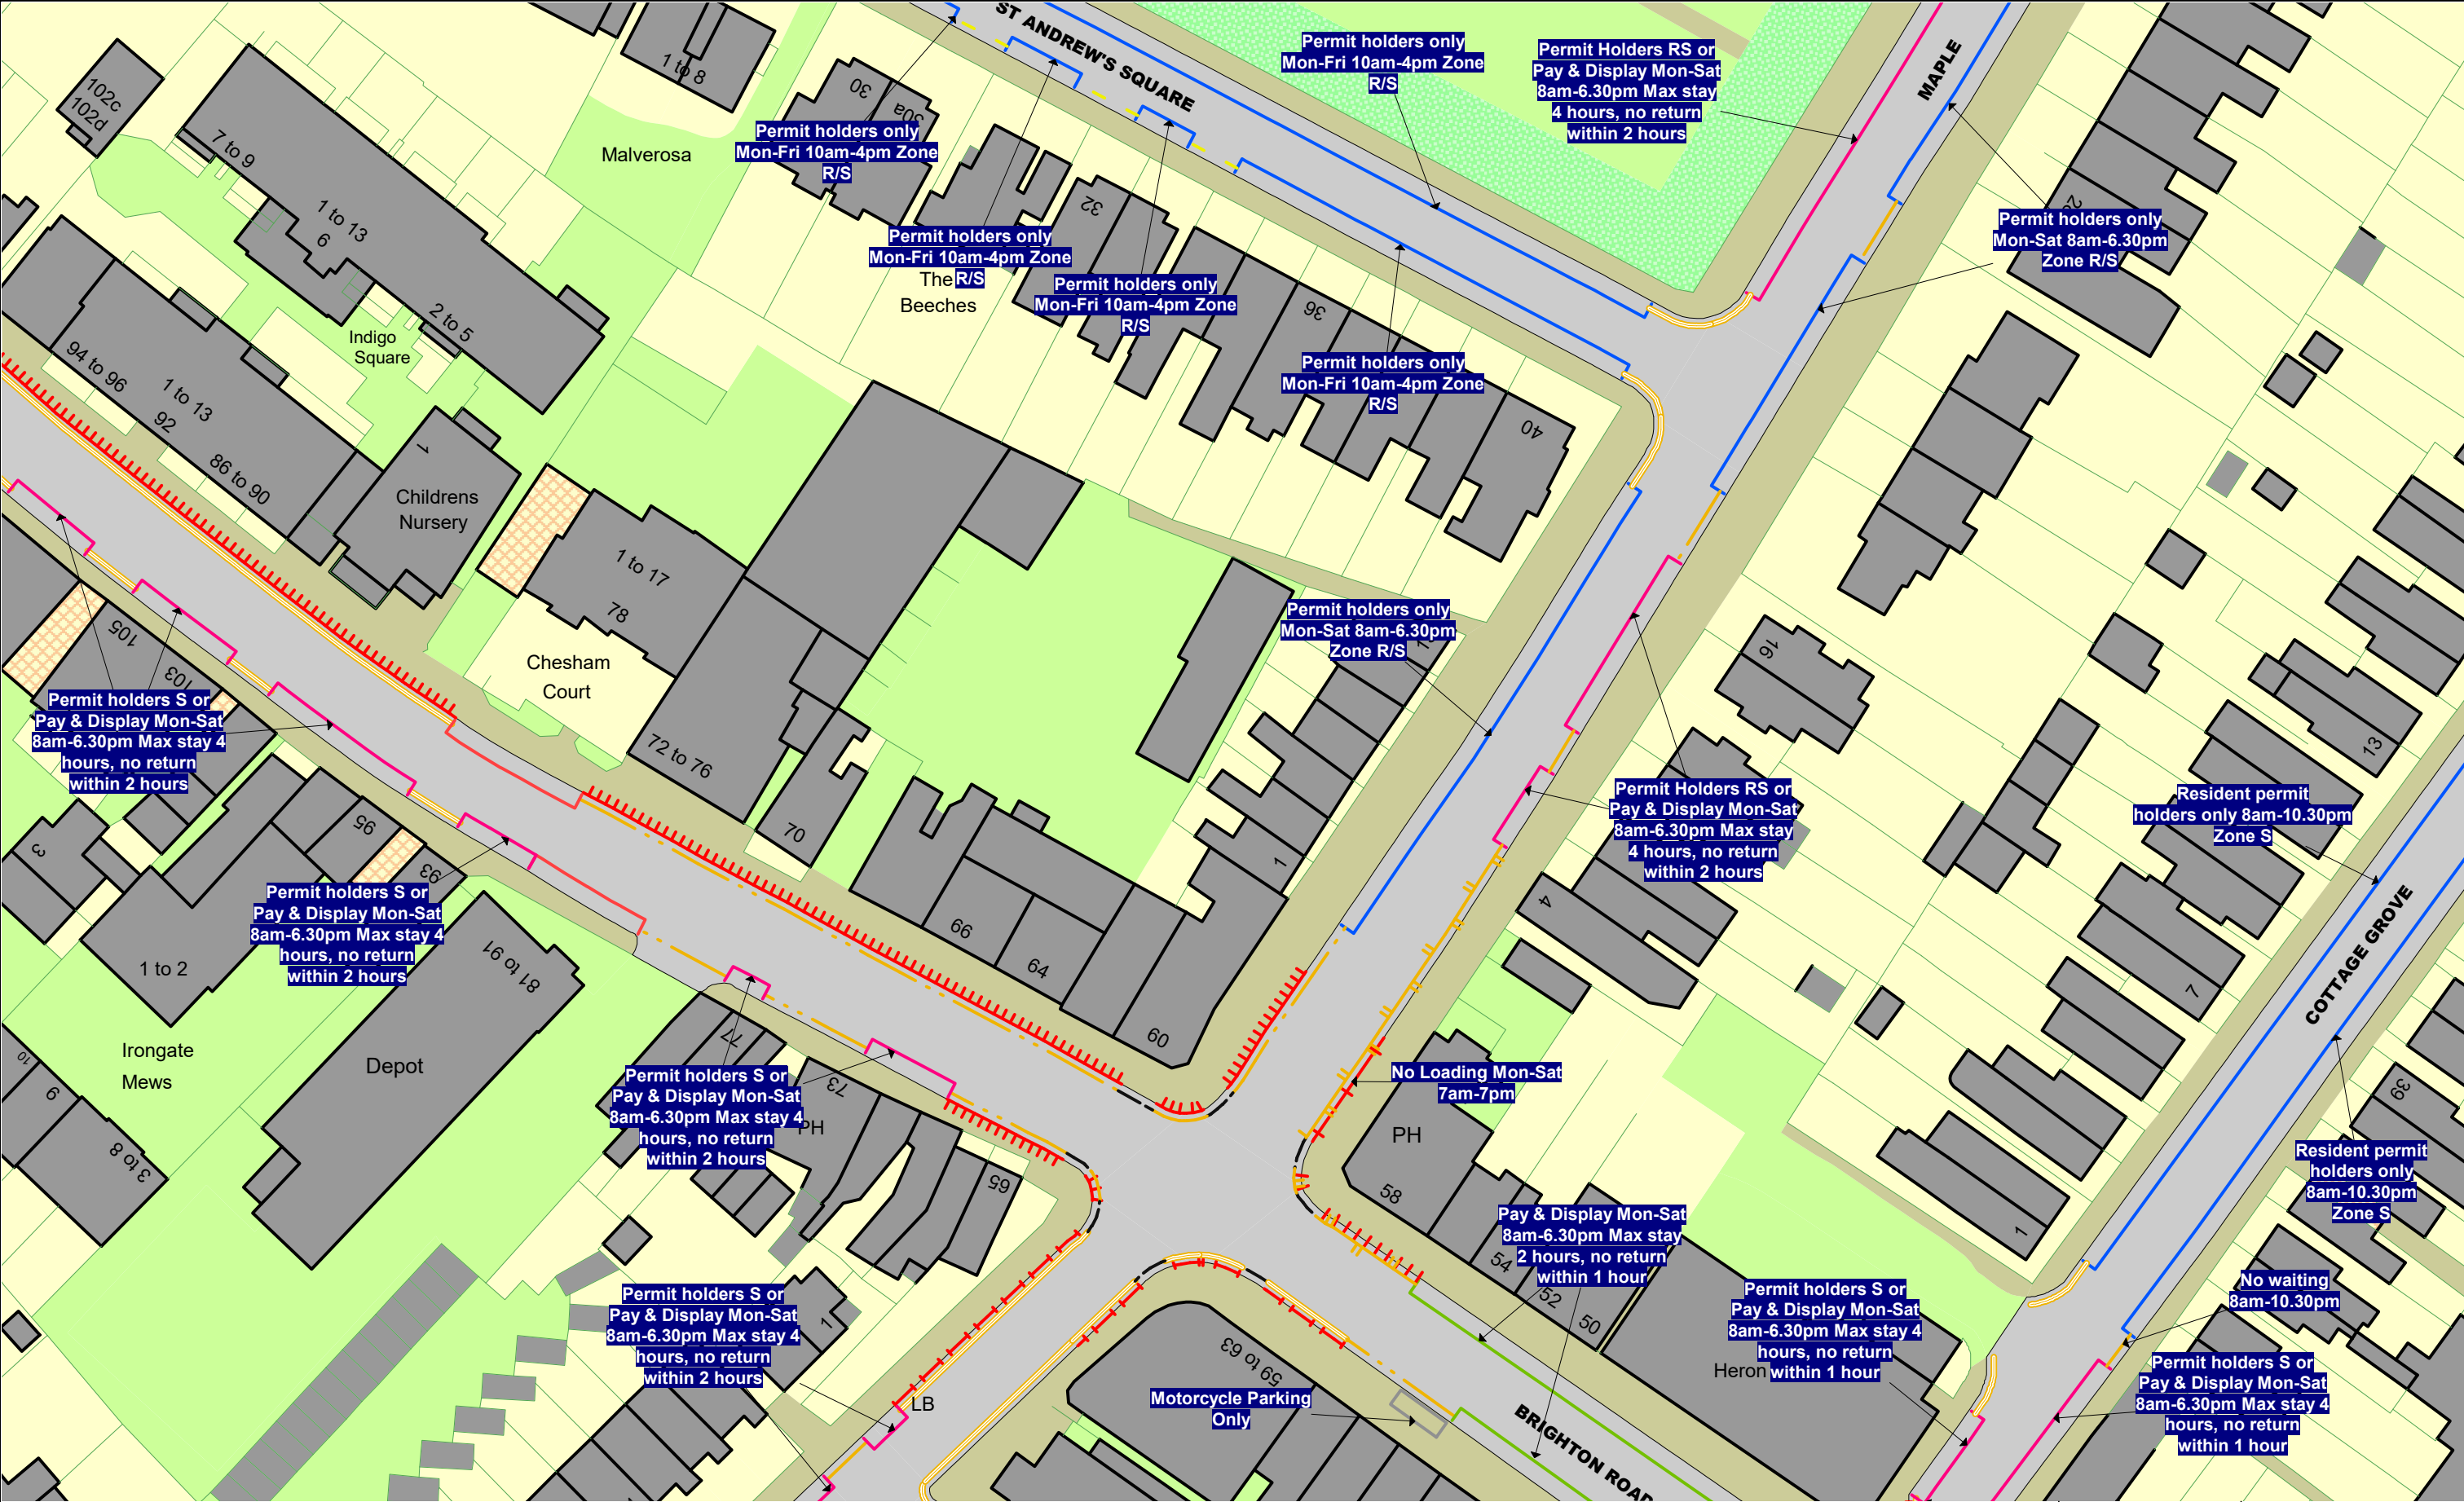 ST ANDREW'S SQUARE
MAPLE
Permit holders only
Mon-Fri 10am-4pm Zone
R/S
Permit Holders RS or
Pay & Display Mon-Sat
8am-6.30pm Max stay
4 hours, no return
within 2 hours
1 to 8
30
30a
102c
102d
7 to 9
Malverosa
Permit holders only
Mon-Fri 10am-4pm Zone
R/S
1 to 13
6
32
Permit holders only
Mon-Sat 8am-6.30pm
Zone R/S
Permit holders only
Mon-Fri 10am-4pm Zone
R/S
The
Beeches
Permit holders only
Mon-Fri 10am-4pm Zone
R/S
36
2 to 5
Indigo
Square
Permit holders only
Mon-Fri 10am-4pm Zone
R/S
94 to 96
1 to 13
92
86 to 90
40
1
Childrens
Nursery
1 to 17
78
Chesham
Court
Permit holders only
Mon-Sat 8am-6.30pm
Zone R/S
16
105
103
Permit holders S or
Pay & Display Mon-Sat
8am-6.30pm Max stay 4
hours, no return
within 2 hours
72 to 76
70
13
Permit Holders RS or
Pay & Display Mon-Sat
8am-6.30pm Max stay
4 hours, no return
within 2 hours
Resident permit
holders only 8am-10.30pm
Zone S
95
93
3
1
4
Permit holders S or
Pay & Display Mon-Sat
8am-6.30pm Max stay 4
hours, no return
within 2 hours
66
64
60
81 to 91
1 to 2
7
COTTAGE GROVE
Irongate
Mews
Depot
10
9
3 to 8
77
73
PH
Permit holders S or
Pay & Display Mon-Sat
8am-6.30pm Max stay 4
hours, no return
within 2 hours
65
No Loading Mon-Sat
7am-7pm
PH
58
39
Resident permit
holders only
8am-10.30pm
Zone S
1
Pay & Display Mon-Sat
8am-6.30pm Max stay
2 hours, no return
within 1 hour
54
52
50
No waiting
8am-10.30pm
Permit holders S or
Pay & Display Mon-Sat
8am-6.30pm Max stay 4
hours, no return
within 2 hours
1
LB
59 to 63
Heron
Permit holders S or
Pay & Display Mon-Sat
8am-6.30pm Max stay 4
hours, no return
within 1 hour
Motorcycle Parking
Only
BRIGHTON ROAD
Permit holders S or
Pay & Display Mon-Sat
8am-6.30pm Max stay 4
hours, no return
within 1 hour